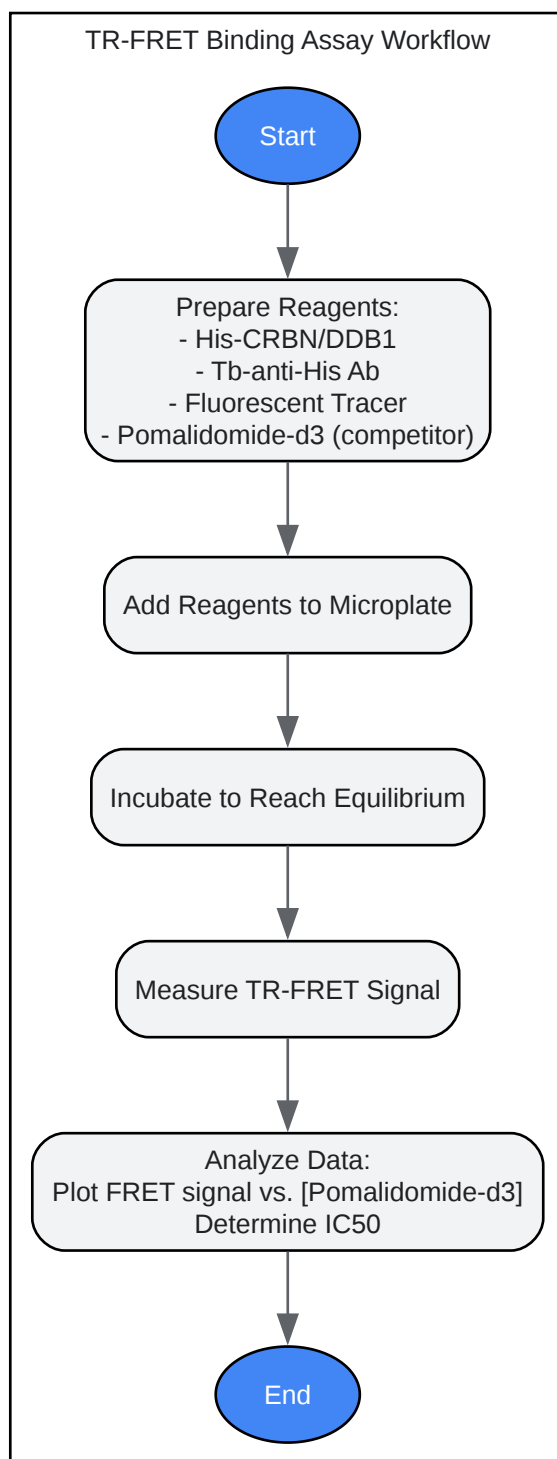 TR-FRET Binding Assay Workflow
Start
Prepare Reagents:
- His-CRBN/DDB1
- Tb-anti-His Ab
- Fluorescent Tracer
- Pomalidomide-d3 (competitor)
Add Reagents to Microplate
Incubate to Reach Equilibrium
Measure TR-FRET Signal
Analyze Data:
Plot FRET signal vs. [Pomalidomide-d3]
Determine IC50
End